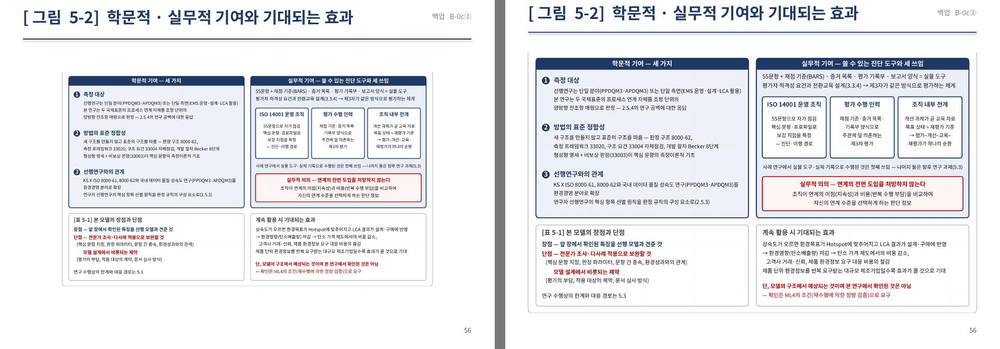 [ 그림 5-2] 학문적 · 실무적 기여와 기대되는 효과
백업 B-0c②
학문적 기여 — 세 가지
1 측정 대상
선행연구는 단일 분야(PPDQM3·APDQM3) 또는 단일 측면(EMS 운영·설계·LCA 활용)
본 연구는 두 국제표준의 프로세스 연계 자체를 조항 단위의
양방향 전조항 매핑으로 판정 — 2.5.4의 연구 공백에 대한 응답
2 방법의 표준 정합성
새 구조를 만들지 않고 표준의 구조를 따름 — 판정 구조 8000-62,
측정 프레임워크 33020, 구조 요건 33004 자체점검, 개발 절차 Becker 8단계
형성형 명세 + 비보상 판정(33003)이 핵심 문항의 측정이론적 기초
3 선행연구와의 관계
KS X ISO 8000-61, 8000-62와 국내 데이터 품질 성숙도 연구(PPDQM3·APDQM3)를
환경경영 분야로 확장
연구자 선행연구의 핵심 항목 선별 원칙을 판정 규칙의 구성 요소로(2.5.3)
실무적 기여 — 쓸 수 있는 진단 도구와 세 쓰임
55문항 + 채점 기준(BARS) · 증거 목록 · 평가 기록부 · 보고서 양식 = 실물 도구
평가자 적격성 요건과 전환교육 설계(3.3.4) → 제3자가 같은 방식으로 평가하는 체계
ISO 14001 운영 조직
55문항으로 자가 점검
핵심 문항·프로파일로
보강 지점을 특정
— 진단·이행 경로
평가 수행 인력
채점 기준·증거 목록·
기록부 양식으로
주관에 덜 의존하는
제3자 평가
조직 내부 전개
개선 과제가 곧 교육 자료
목표 상태 = 재평가 기준
→ 평가–개선–교육–
재평가가 하나의 순환
사례 연구에서 실물 도구·실제 기록으로 수행된 것은 첫째 쓰임 — 나머지 둘은 향후 연구 과제(5.3)
실무적 의의 — 연계의 전면 도입을 처방하지 않는다
조직이 연계의 이점(지속성)과 비용(반복 수행 부담)을 비교하여
자신의 연계 수준을 선택하게 하는 판단 정보
[표 5-1] 본 모델의 장점과 단점
장점 — 앞 장에서 확인된 특징을 선행 모델과 견준 것
단점 — 전문가 조사·다사례 적용으로 보완할 것
(핵심 문항 지정, 판정 파라미터, 문항 간 종속, 환경성과와의 관계)
모델 설계에서 비롯되는 제약
(평가의 부담, 적용 대상의 제약, 문서 심사 방식)
연구 수행상의 한계와 대응 경로는 5.3
계속 활용 시 기대되는 효과
성숙도가 오르면 환경목표가 Hotspot에 맞추어지고 LCA 결과가 설계·구매에 반영
→ 환경영향(탄소배출량) 저감 → 탄소 가격 제도에서의 비용 감소,
고객사 거래·신뢰, 제품 환경정보 요구 대응 비용의 절감
제품 단위 환경정보를 반복 요구받는 대규모 제조기업일수록 효과가 클 것으로 기대
단, 모델의 구조에서 예상되는 것이며 본 연구에서 확인된 것은 아님
— 확인은 ML4의 조건(재수행에 의한 정량 검증)으로 요구
56
[ 그림 5-2] 학문적 · 실무적 기여와 기대되는 효과
백업 B-0c②
학문적 기여 — 세 가지
1 측정 대상
선행연구는 단일 분야(PPDQM3·APDQM3) 또는 단일 측면(EMS 운영·설계·LCA 활용)
본 연구는 두 국제표준의 프로세스 연계 자체를 조항 단위의
양방향 전조항 매핑으로 판정 — 2.5.4의 연구 공백에 대한 응답
2 방법의 표준 정합성
새 구조를 만들지 않고 표준의 구조를 따름 — 판정 구조 8000-62,
측정 프레임워크 33020, 구조 요건 33004 자체점검, 개발 절차 Becker 8단계
형성형 명세 + 비보상 판정(33003)이 핵심 문항의 측정이론적 기초
3 선행연구와의 관계
KS X ISO 8000-61, 8000-62와 국내 데이터 품질 성숙도 연구(PPDQM3·APDQM3)를
환경경영 분야로 확장
연구자 선행연구의 핵심 항목 선별 원칙을 판정 규칙의 구성 요소로(2.5.3)
실무적 기여 — 쓸 수 있는 진단 도구와 세 쓰임
55문항 + 채점 기준(BARS) · 증거 목록 · 평가 기록부 · 보고서 양식 = 실물 도구
평가자 적격성 요건과 전환교육 설계(3.3.4) → 제3자가 같은 방식으로 평가하는 체계
ISO 14001 운영 조직
55문항으로 자가 점검
핵심 문항·프로파일로
보강 지점을 특정
— 진단·이행 경로
평가 수행 인력
채점 기준·증거 목록·
기록부 양식으로
주관에 덜 의존하는
제3자 평가
조직 내부 전개
개선 과제가 곧 교육 자료
목표 상태 = 재평가 기준
→ 평가–개선–교육–
재평가가 하나의 순환
사례 연구에서 실물 도구·실제 기록으로 수행된 것은 첫째 쓰임 — 나머지 둘은 향후 연구 과제(5.3)
실무적 의의 — 연계의 전면 도입을 처방하지 않는다
조직이 연계의 이점(지속성)과 비용(반복 수행 부담)을 비교하여
자신의 연계 수준을 선택하게 하는 판단 정보
[표 5-1] 본 모델의 장점과 단점
장점 — 앞 장에서 확인된 특징을 선행 모델과 견준 것
단점 — 전문가 조사·다사례 적용으로 보완할 것
(핵심 문항 지정, 판정 파라미터, 문항 간 종속, 환경성과와의 관계)
모델 설계에서 비롯되는 제약
(평가의 부담, 적용 대상의 제약, 문서 심사 방식)
연구 수행상의 한계와 대응 경로는 5.3
계속 활용 시 기대되는 효과
성숙도가 오르면 환경목표가 Hotspot에 맞추어지고 LCA 결과가 설계·구매에 반영
→ 환경영향(탄소배출량) 저감 → 탄소 가격 제도에서의 비용 감소,
고객사 거래·신뢰, 제품 환경정보 요구 대응 비용의 절감
제품 단위 환경정보를 반복 요구받는 대규모 제조기업일수록 효과가 클 것으로 기대
단, 모델의 구조에서 예상되는 것이며 본 연구에서 확인된 것은 아님
— 확인은 ML4의 조건(재수행에 의한 정량 검증)으로 요구
56